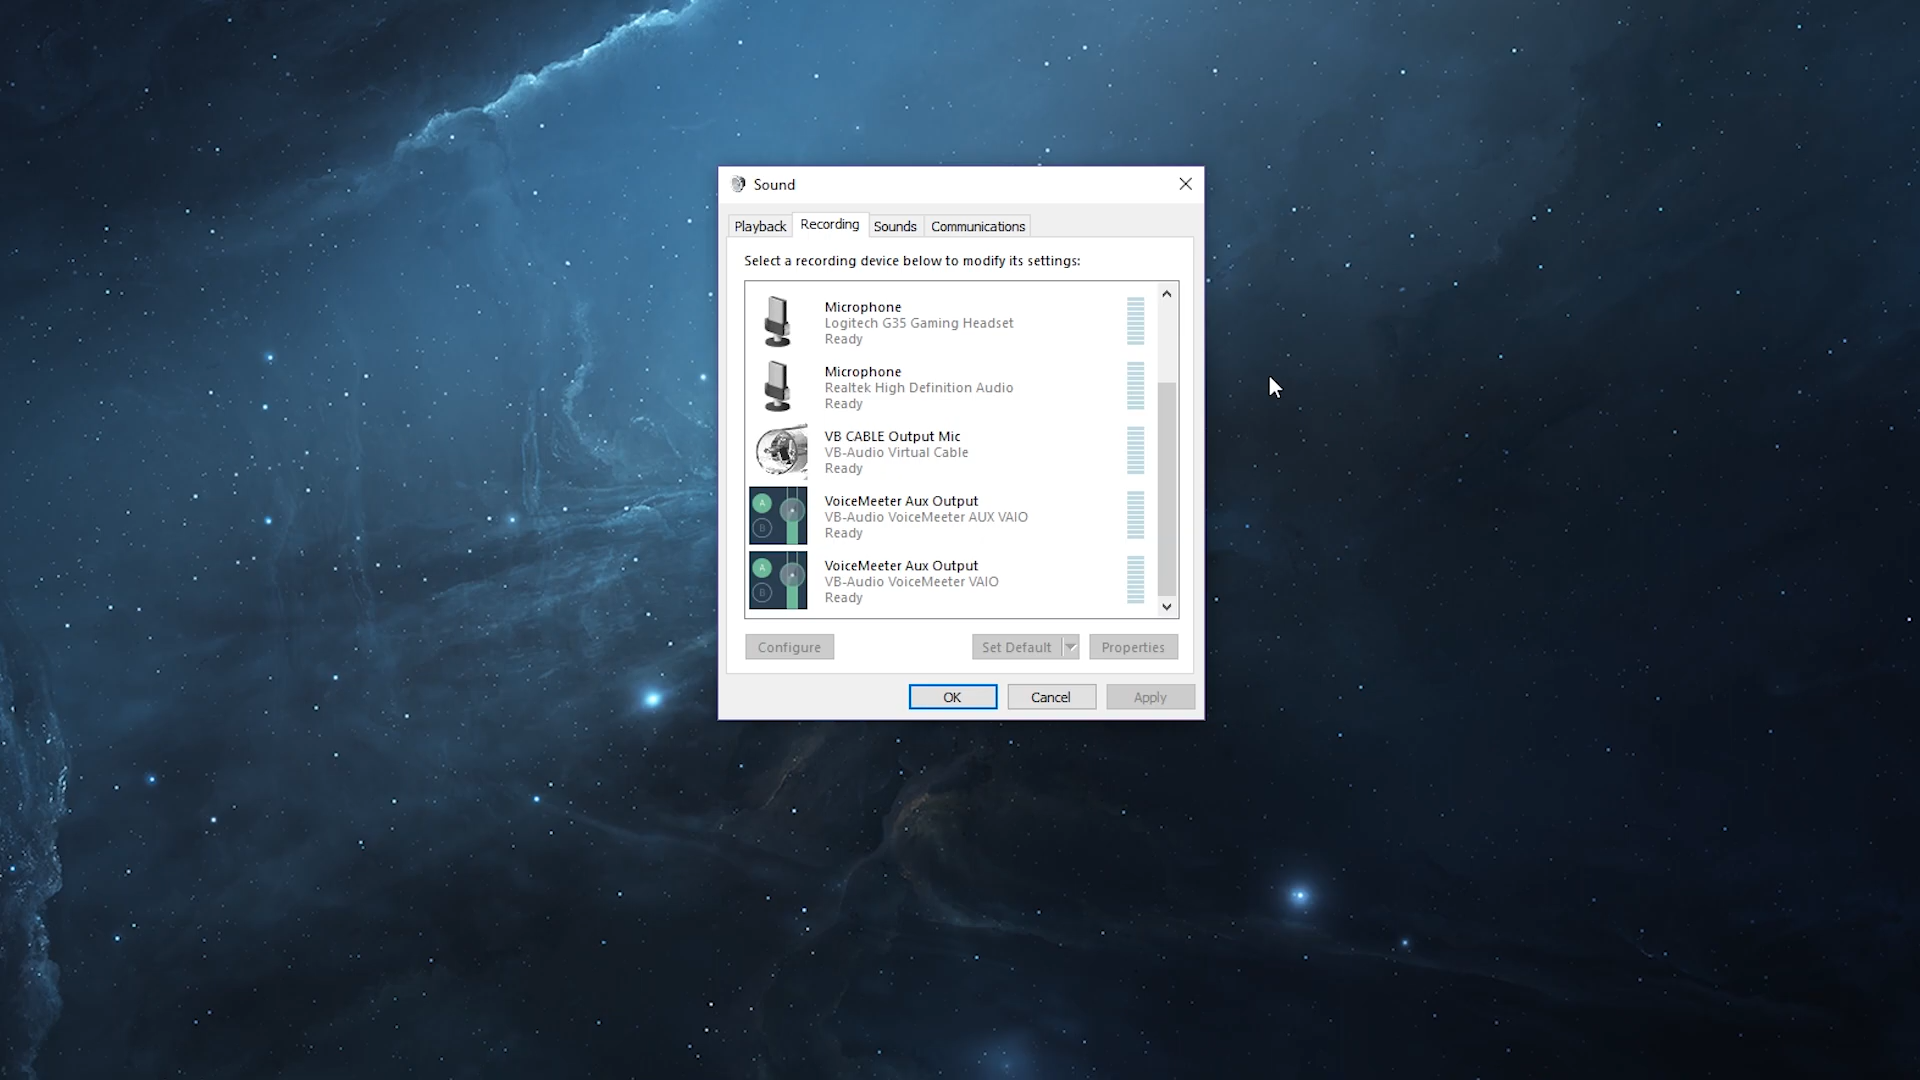 Sound
Playback
Recording
Sounds
Communications
Select a recording device below to modify its settings:
Microphone
Logitech G35 Gaming Headset
Ready
Microphone
Realtek High Definition Audio
Ready
VB CABLE Output Mic
VB-Audio Virtual Cable
Ready
A
B
VoiceMeeter Aux Output
VB-Audio VoiceMeeter AUX VAIO
Ready
A
B
VoiceMeeter Aux Output
VB-Audio VoiceMeeter VAIO
Ready
Configure
Set Default
Properties
OK
Cancel
Apply